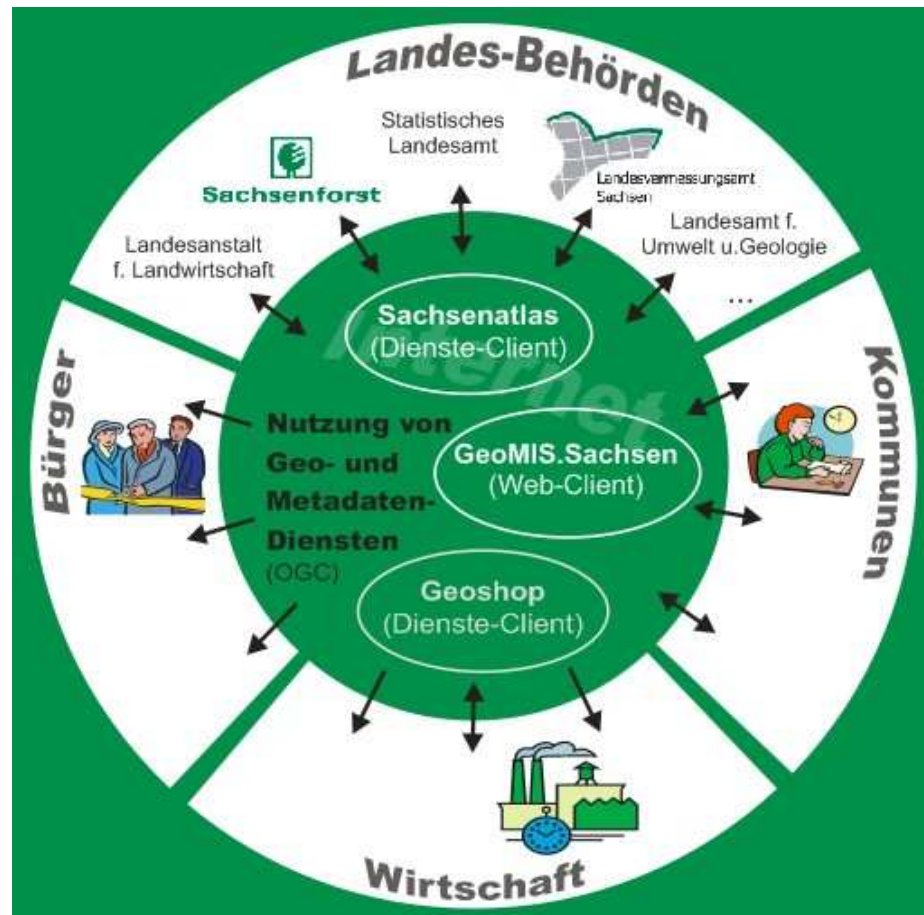 Landes-Behörden
Statistisches
Landesamt
Sachsenforst
Landesvermessungsamt
Sachsen
Landesanstalt
f. Landwirtschaft
Landesamt f.
Umwelt u.Geologie
...
Internet
Sachsenatlas
(Dienste-Client)
Bürger
Kommunen
Nutzung von
Geo- und
Metadaten-
Diensten
(OGC)
GeoMIS.Sachsen
(Web-Client)
Geoshop
(Dienste-Client)
Wirtschaft